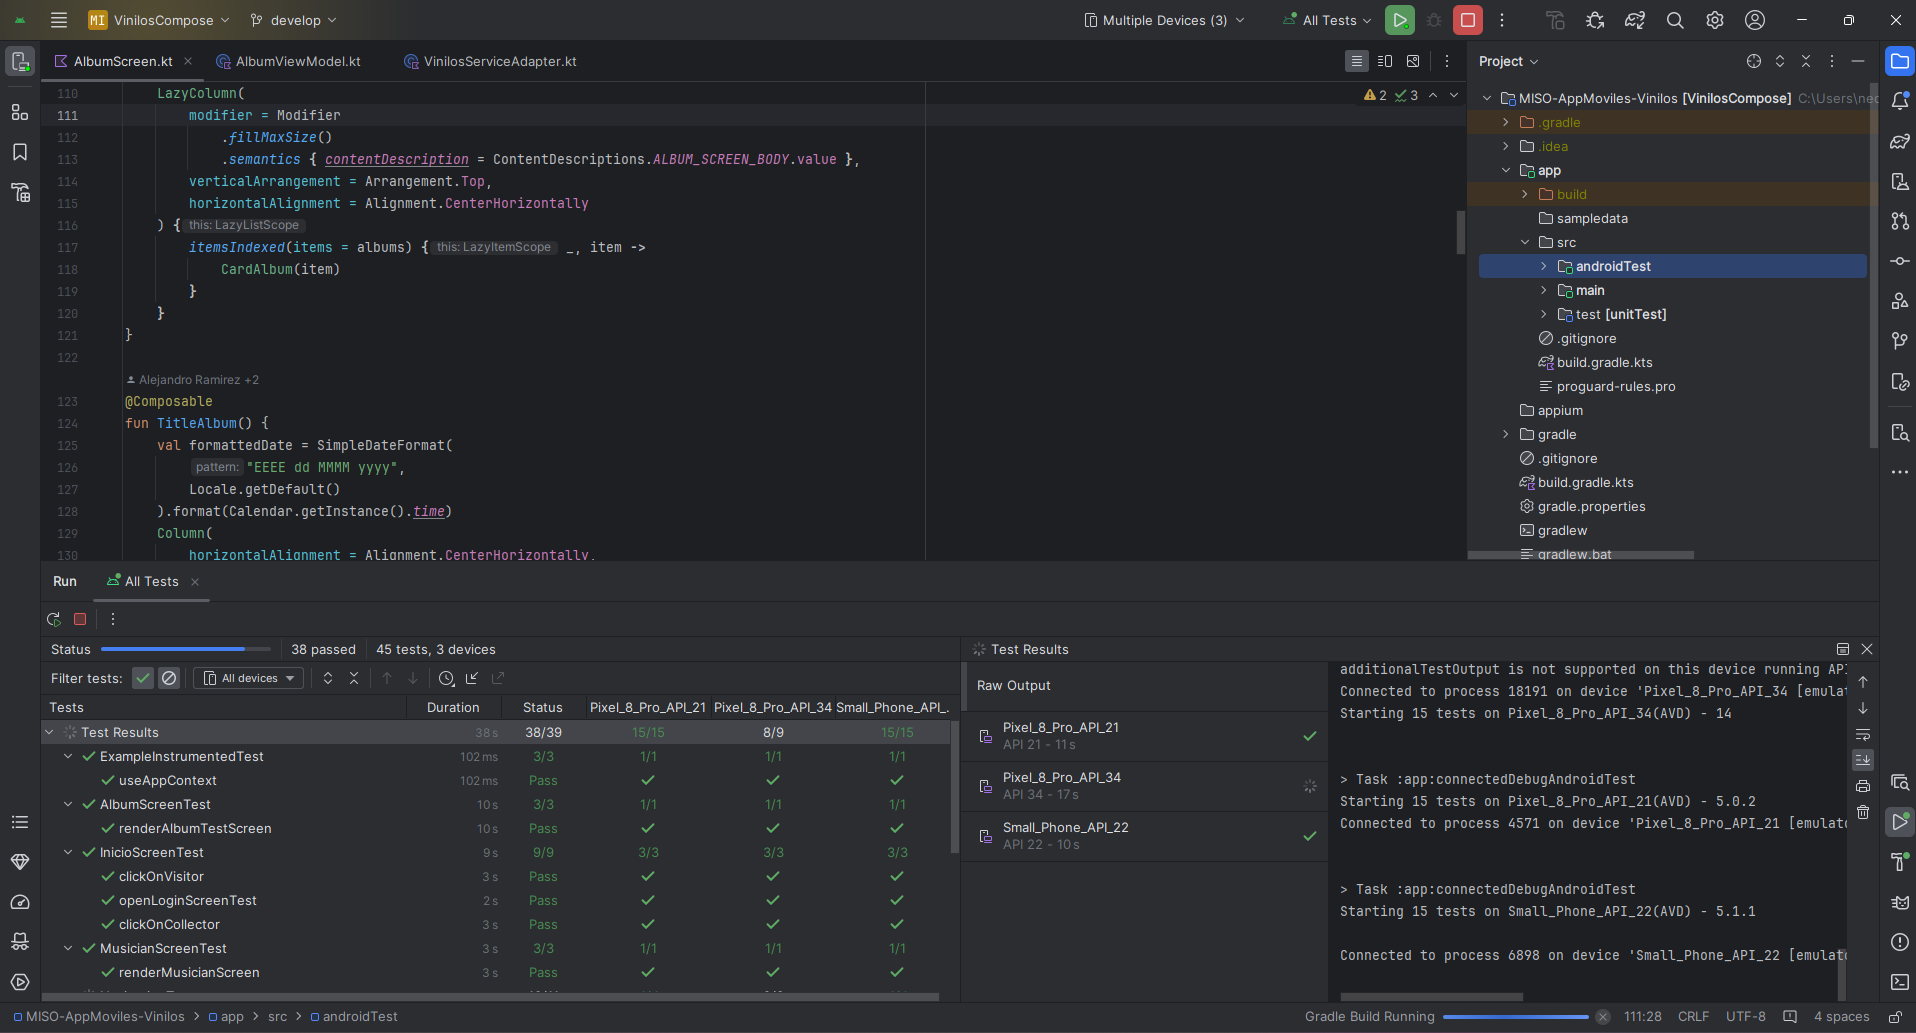 MI VinilosCompose develop Multiple Devices (3) All Tests
AlbumScreen.kt AlbumViewModel.kt VinilosServiceAdapter.kt
2 3
110 LazyColumn(
111 modifier = Modifier
112 .fillMaxSize()
113 .semantics { contentDescription = ContentDescriptions.ALBUM_SCREEN_BODY.value },
114 verticalArrangement = Arrangement.Top,
115 horizontalAlignment = Alignment.CenterHorizontally
116 ) { this: LazyListScope
117 itemsIndexed(items = albums) { this: LazyItemScope _, item ->
118 CardAlbum(item)
119 }
120 }
121 }
122
Alejandro Ramirez +2
123 @Composable
124 fun TitleAlbum() {
125 val formattedDate = SimpleDateFormat(
126 pattern: "EEEE dd MMMM yyyy",
127 Locale.getDefault()
128 ).format(Calendar.getInstance().time)
129 Column(
130 horizontalAlignment = Alignment.CenterHorizontally,
Project
MISO-AppMoviles-Vinilos [VinilosCompose] C:\Users\nec
.gradle
.idea
app
build
sampledata
src
androidTest
main
test [unitTest]
.gitignore
build.gradle.kts
proguard-rules.pro
appium
gradle
.gitignore
build.gradle.kts
gradle.properties
gradlew
gradlew.bat
Run All Tests
Status 38 passed 45 tests, 3 devices
Filter tests: All devices
Tests Duration Status Pixel_8_Pro_API_21 Pixel_8_Pro_API_34 Small_Phone_API_.
Test Results 38 s 38/39 15/15 8/9 15/15
ExampleInstrumentedTest 102 ms 3/3 1/1 1/1 1/1
useAppContext 102 ms Pass
AlbumScreenTest 10 s 3/3 1/1 1/1 1/1
renderAlbumTestScreen 10 s Pass
InicioScreenTest 9 s 9/9 3/3 3/3 3/3
clickOnVisitor 3 s Pass
openLoginScreenTest 2 s Pass
clickOnCollector 3 s Pass
MusicianScreenTest 3 s 3/3 1/1 1/1 1/1
renderMusicianScreen 3 s Pass
Test Results
Raw Output
Pixel_8_Pro_API_21
API 21 - 11 s
Pixel_8_Pro_API_34
API 34 - 17 s
Small_Phone_API_22
API 22 - 10 s
additionalTestOutput is not supported on this device running API
Connected to process 18191 on device 'Pixel_8_Pro_API_34 [emulat
Starting 15 tests on Pixel_8_Pro_API_34(AVD) - 14
> Task :app:connectedDebugAndroidTest
Starting 15 tests on Pixel_8_Pro_API_21(AVD) - 5.0.2
Connected to process 4571 on device 'Pixel_8_Pro_API_21 [emulato
> Task :app:connectedDebugAndroidTest
Starting 15 tests on Small_Phone_API_22(AVD) - 5.1.1
Connected to process 6898 on device 'Small_Phone_API_22 [emulato
MISO-AppMoviles-Vinilos > app > src > androidTest Gradle Build Running 111:28 CRLF UTF-8 4 spaces